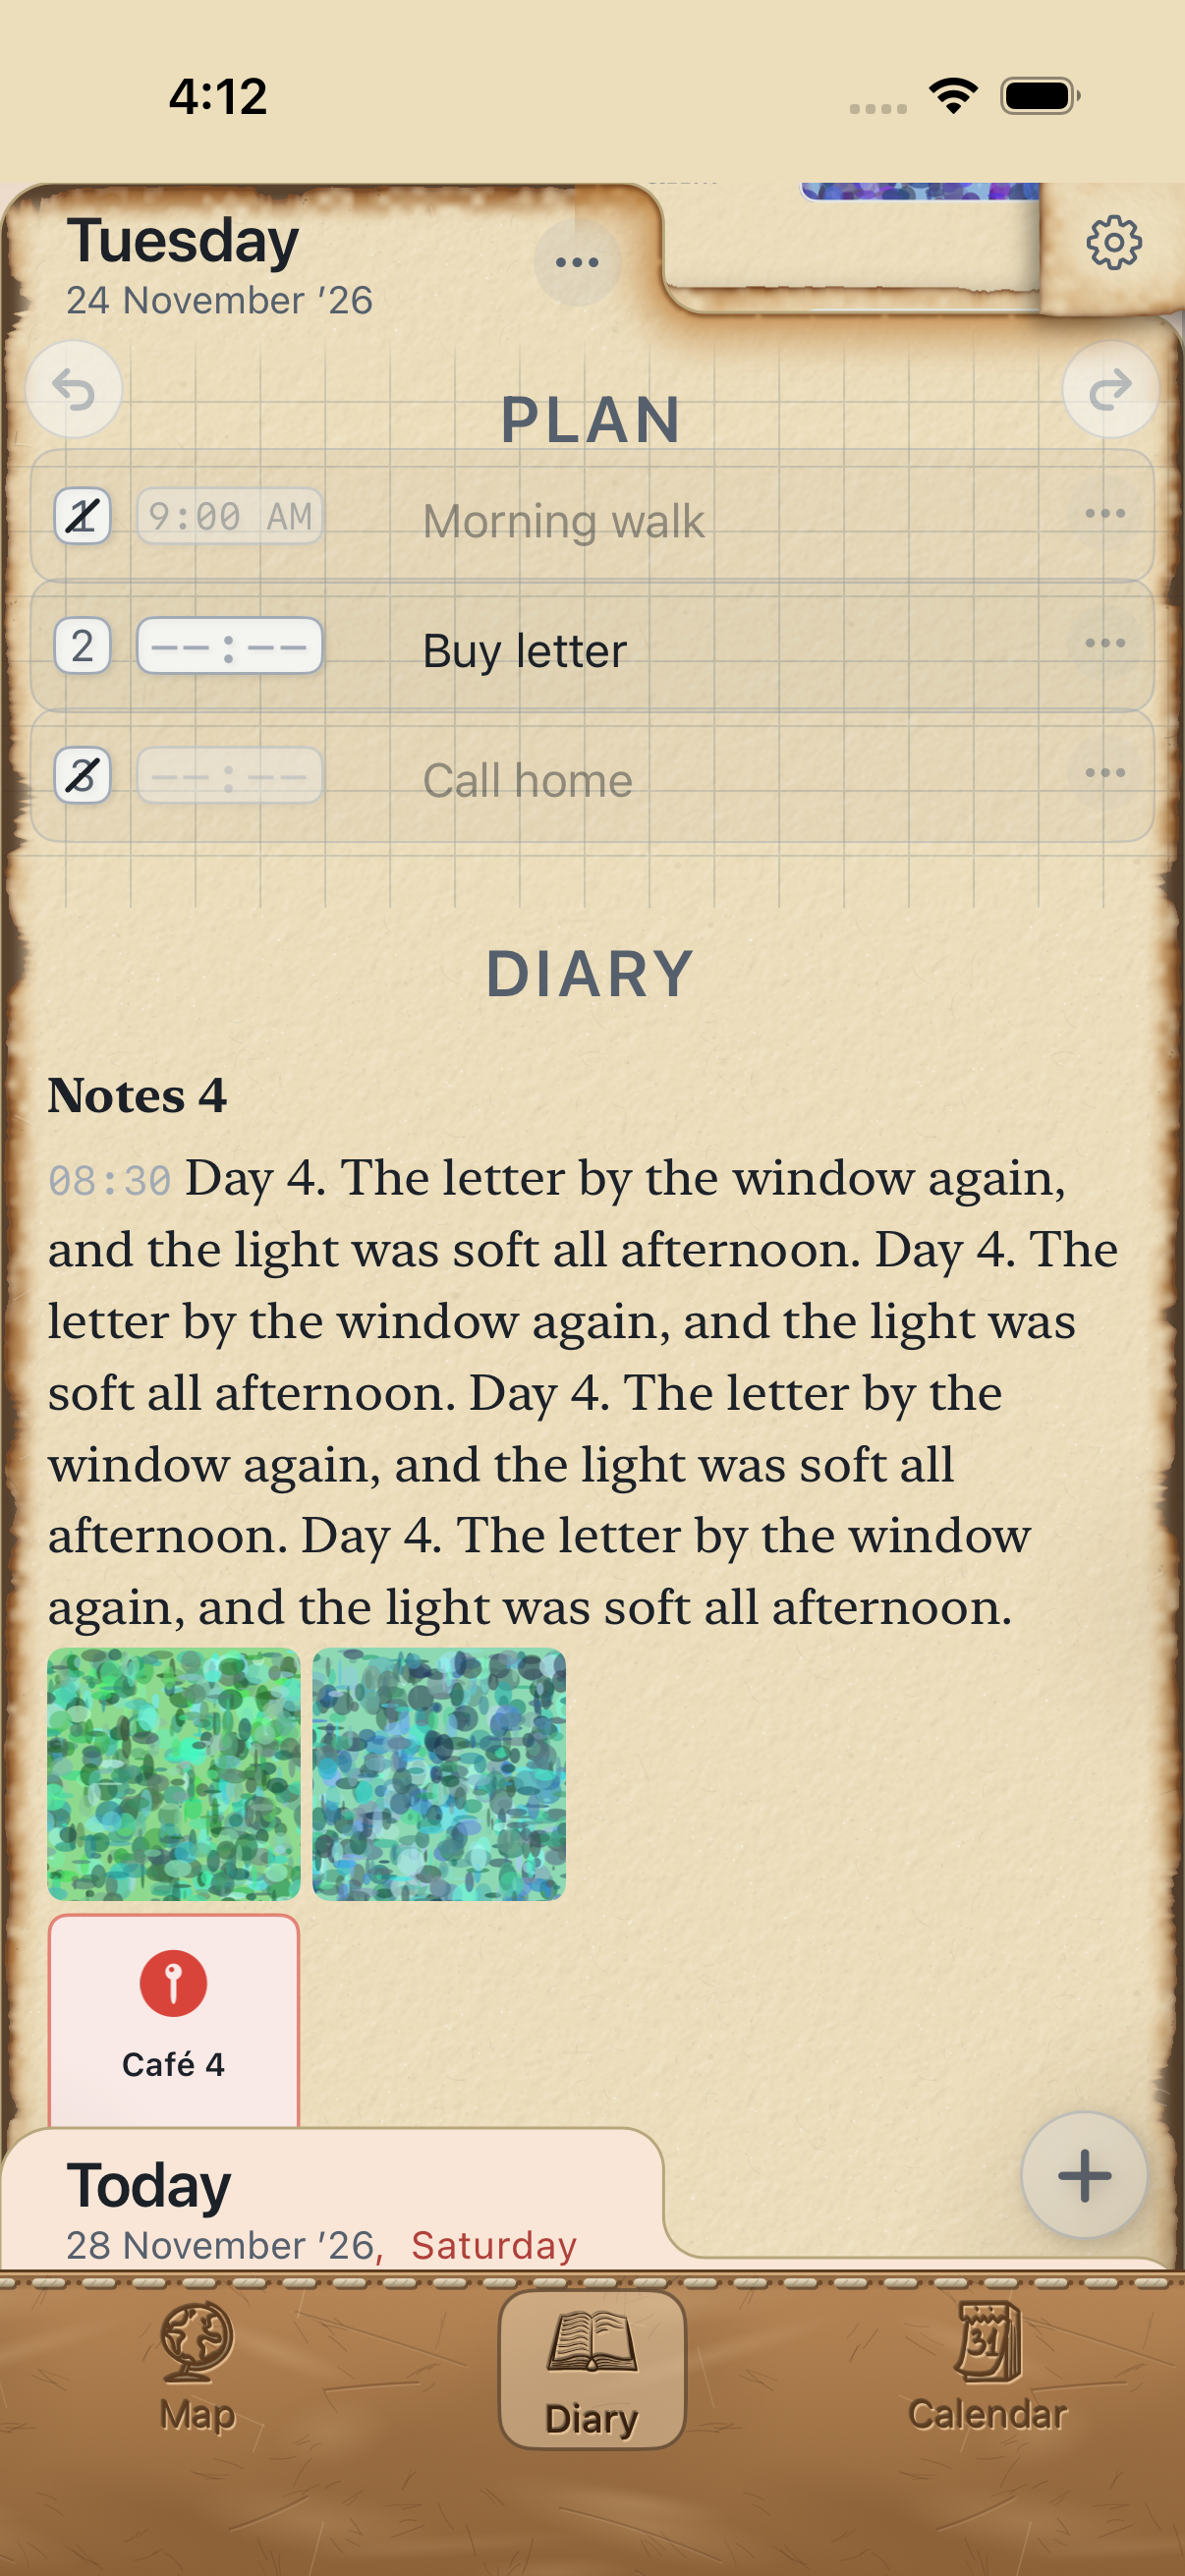 4:12
Tuesday
24 November ’26
PLAN
1 9:00 AM Morning walk
2 --:-- Buy letter
3 --:-- Call home
DIARY
Notes 4
08:30 Day 4. The letter by the window again,
and the light was soft all afternoon. Day 4. The
letter by the window again, and the light was
soft all afternoon. Day 4. The letter by the
window again, and the light was soft all
afternoon. Day 4. The letter by the window
again, and the light was soft all afternoon.
Café 4
Today
28 November ’26, Saturday
31
Map
Diary
Calendar